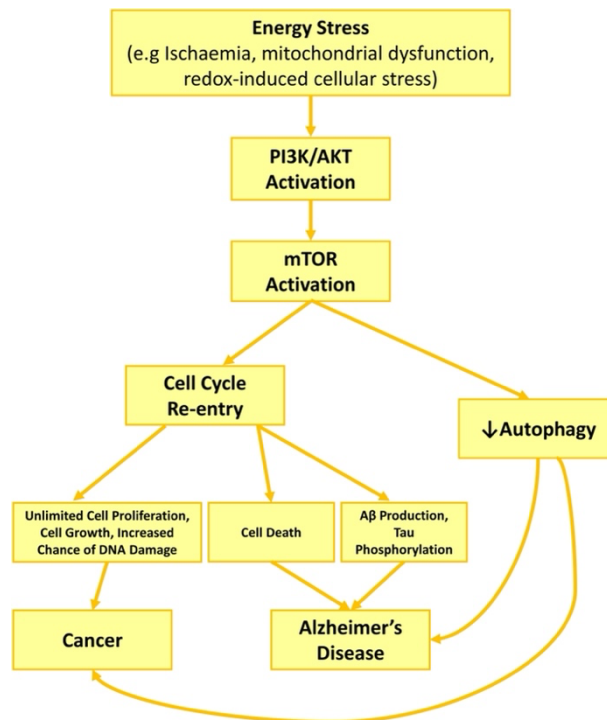 Energy Stress
(e.g Ischaemia, mitochondrial dysfunction,
redox-induced cellular stress)
PI3K/AKT
Activation
mTOR
Activation
Cell Cycle
Re-entry
↓Autophagy
Unlimited Cell Proliferation,
Cell Growth, Increased
Chance of DNA Damage
Cell Death
Aβ Production,
Tau
Phosphorylation
Cancer
Alzheimer's
Disease